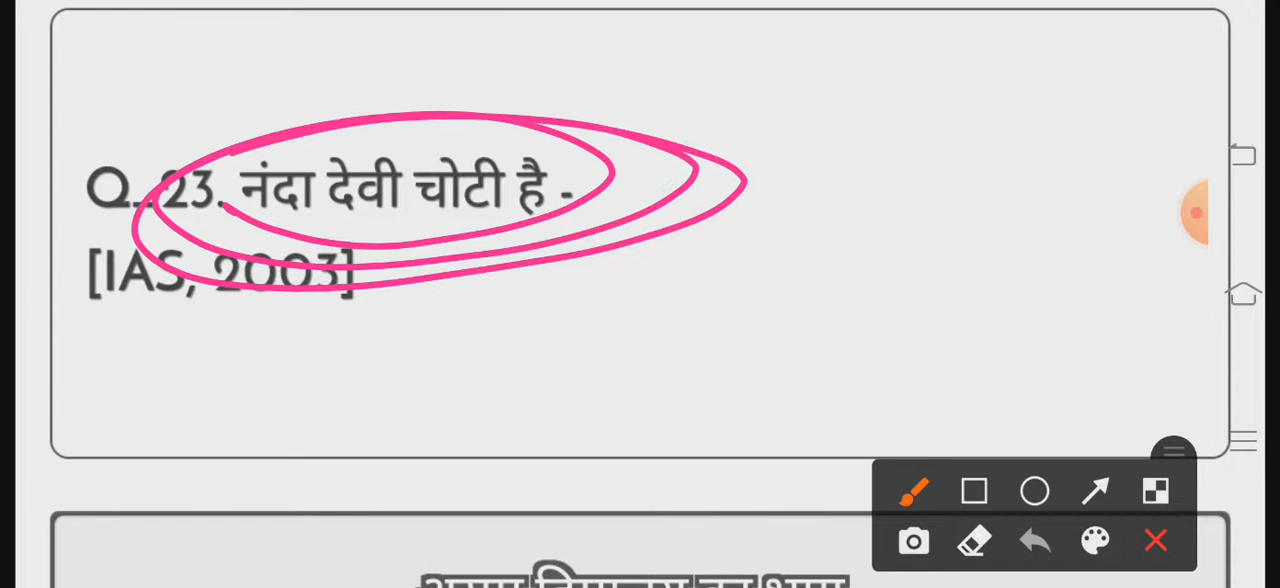 Q. 23. नंदा देवी चोटी है -
[IAS, 2003]